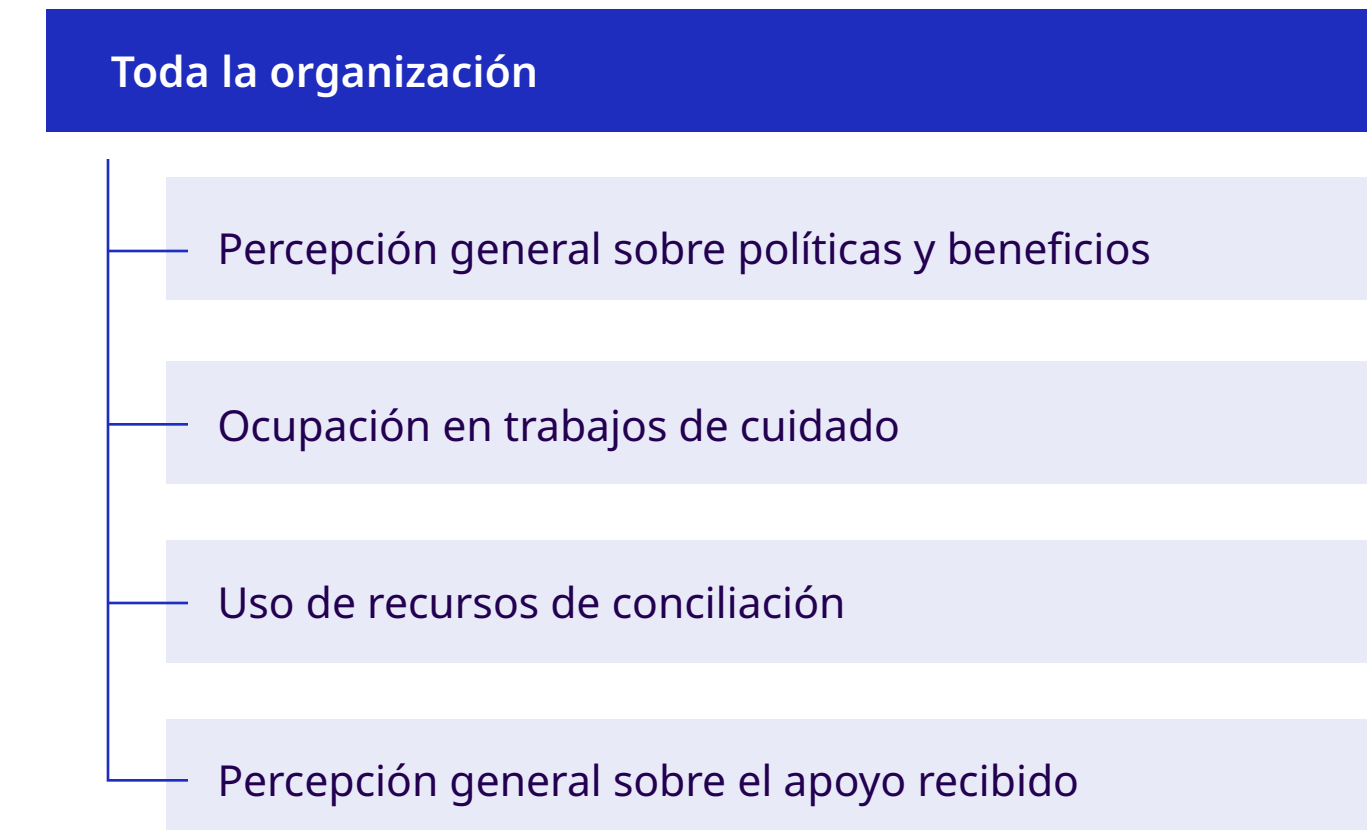 Toda la organización
Percepción general sobre políticas y beneficios
Ocupación en trabajos de cuidado
Uso de recursos de conciliación
Percepción general sobre el apoyo recibido